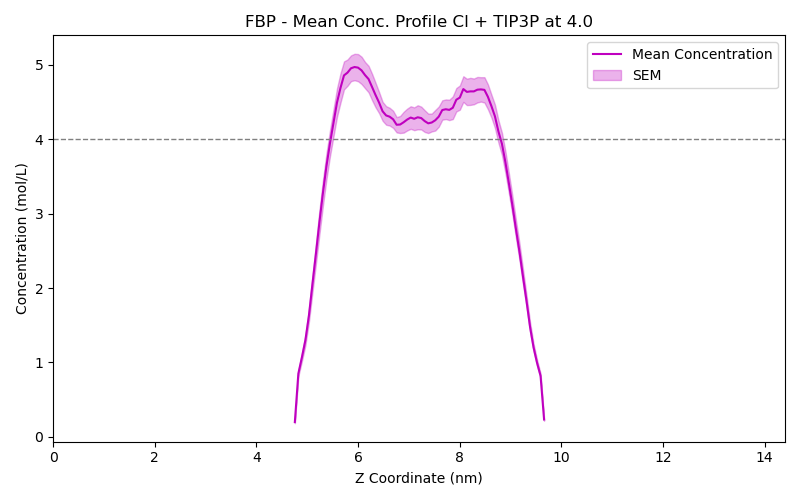 FBP - Mean Conc. Profile Cl + TIP3P at 4.0
Mean Concentration
SEM
Concentration (mol/L)
5
4
3
2
1
0
0 2 4 6 8 10 12 14
Z Coordinate (nm)